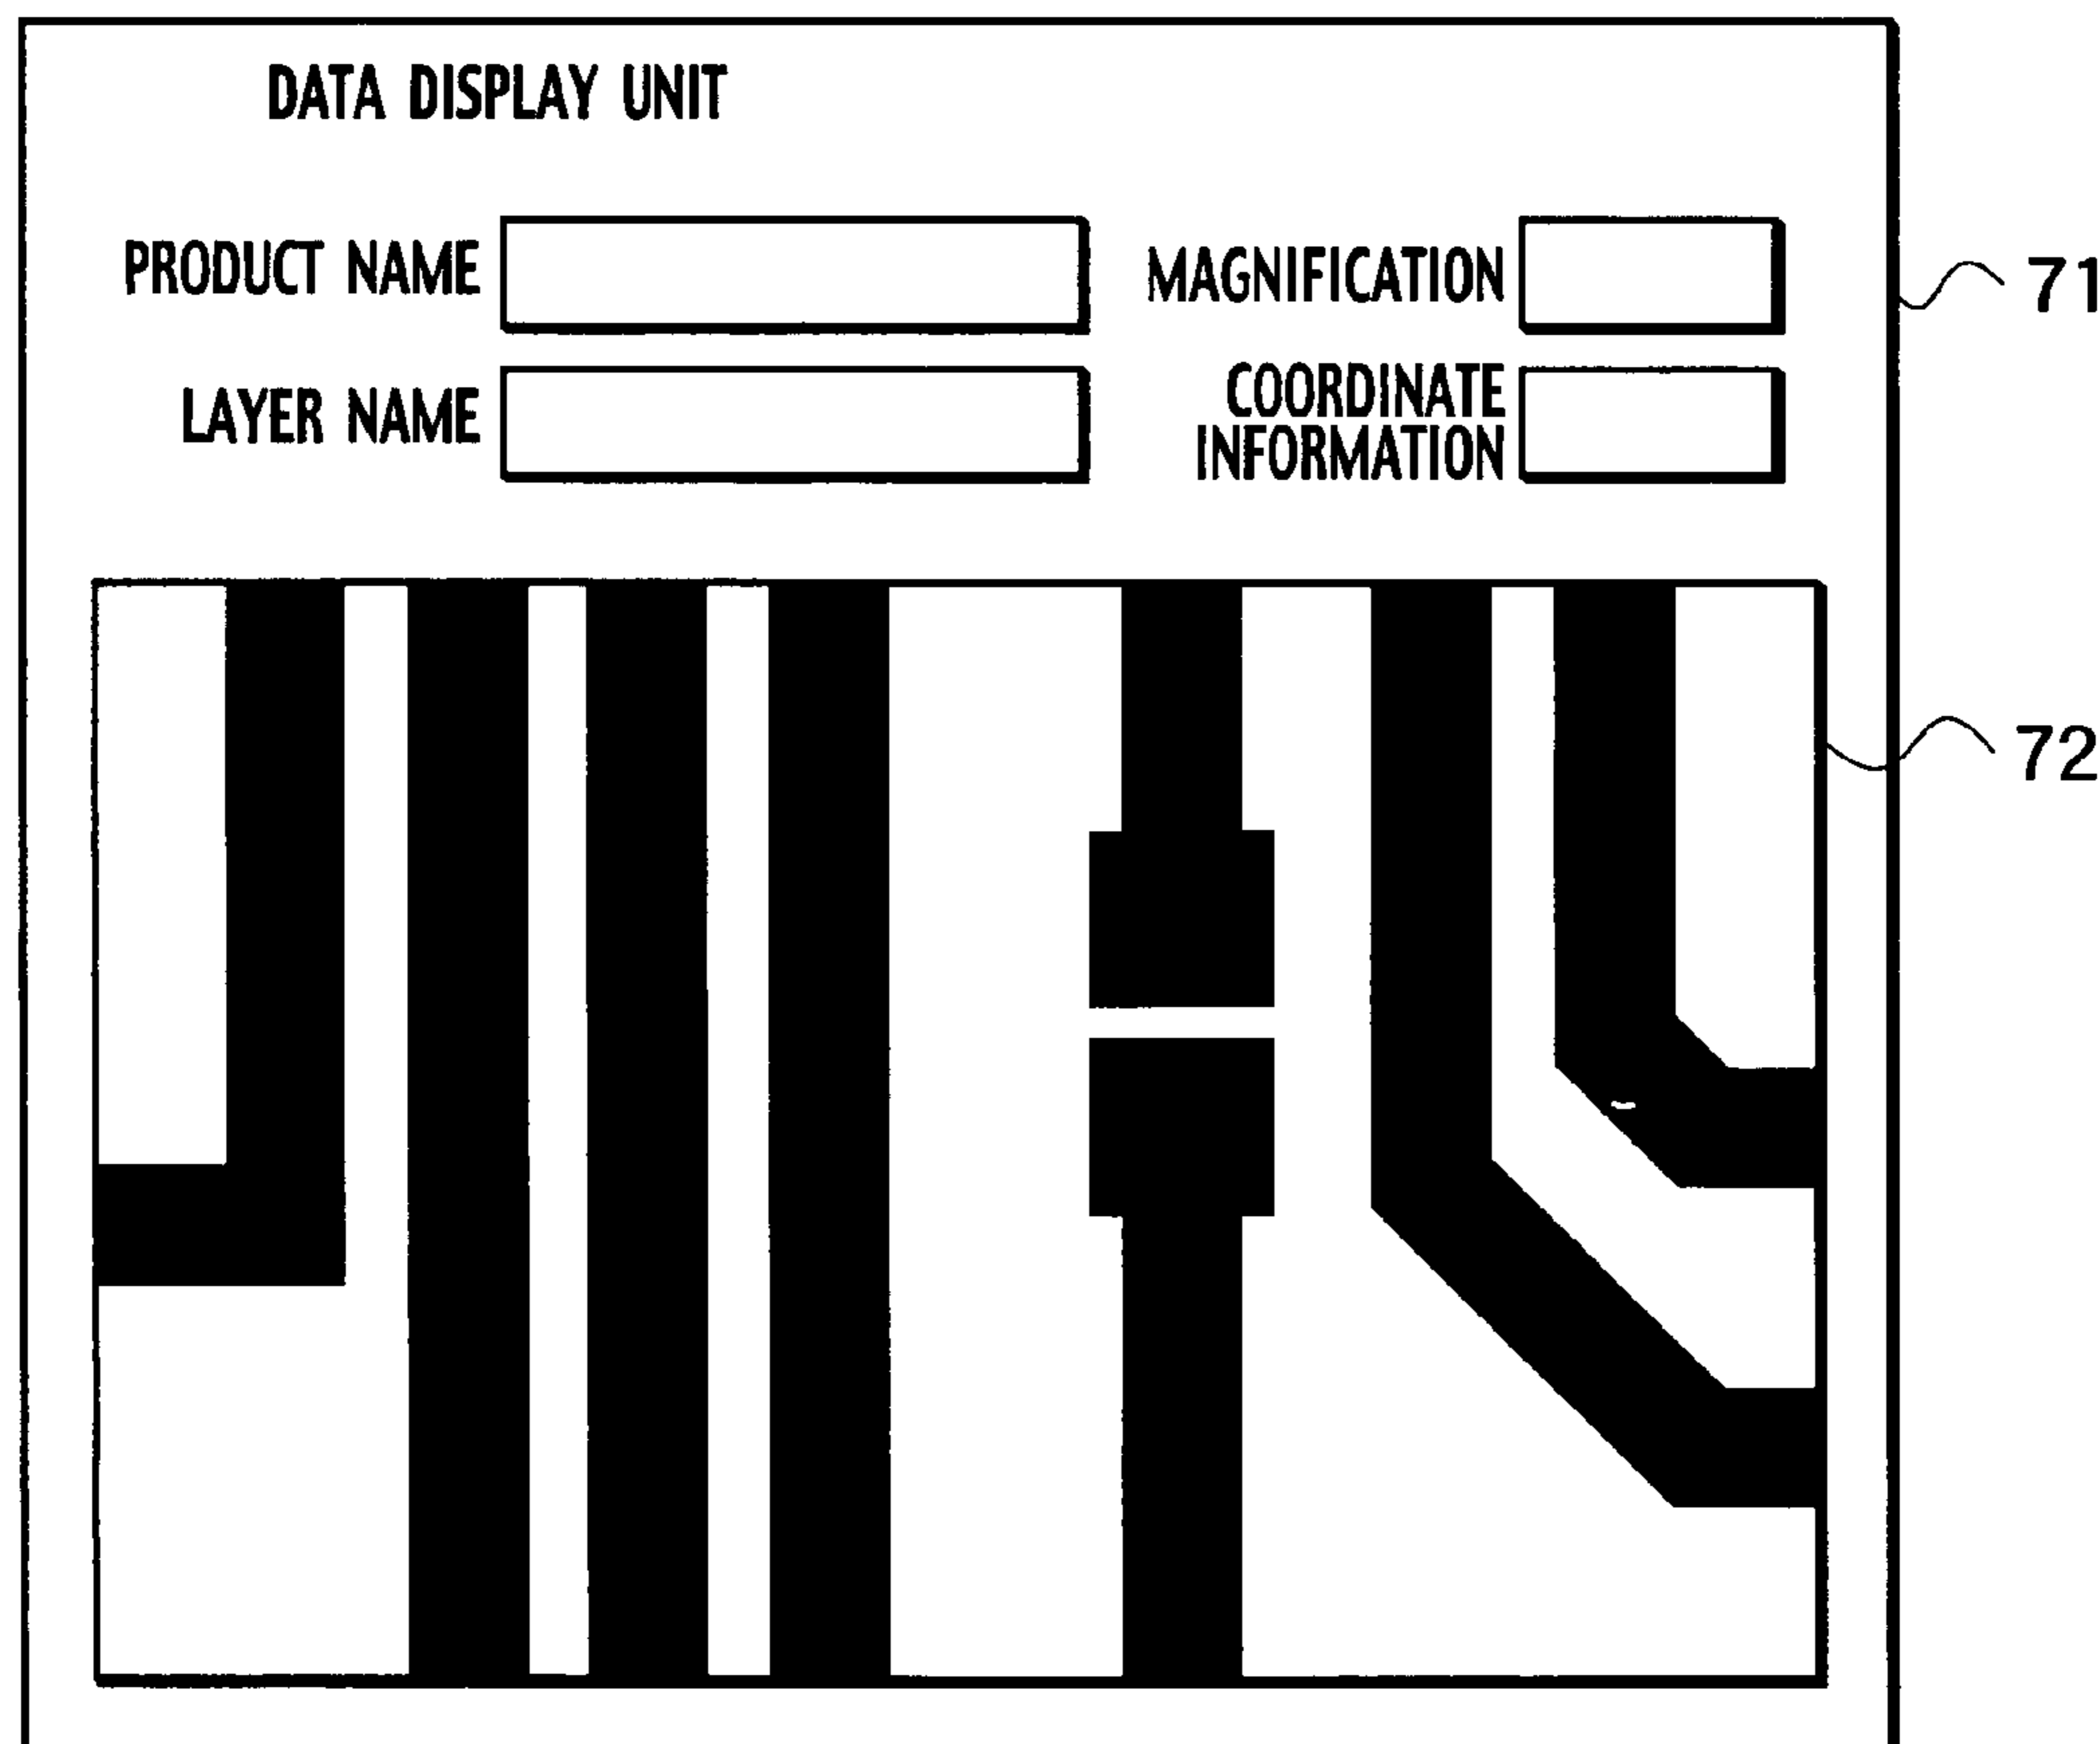 DATA DISPLAY UNIT
PRODUCT NAME
MAGNIFICATION
71
LAYER NAME
COORDINATE
INFORMATION
72